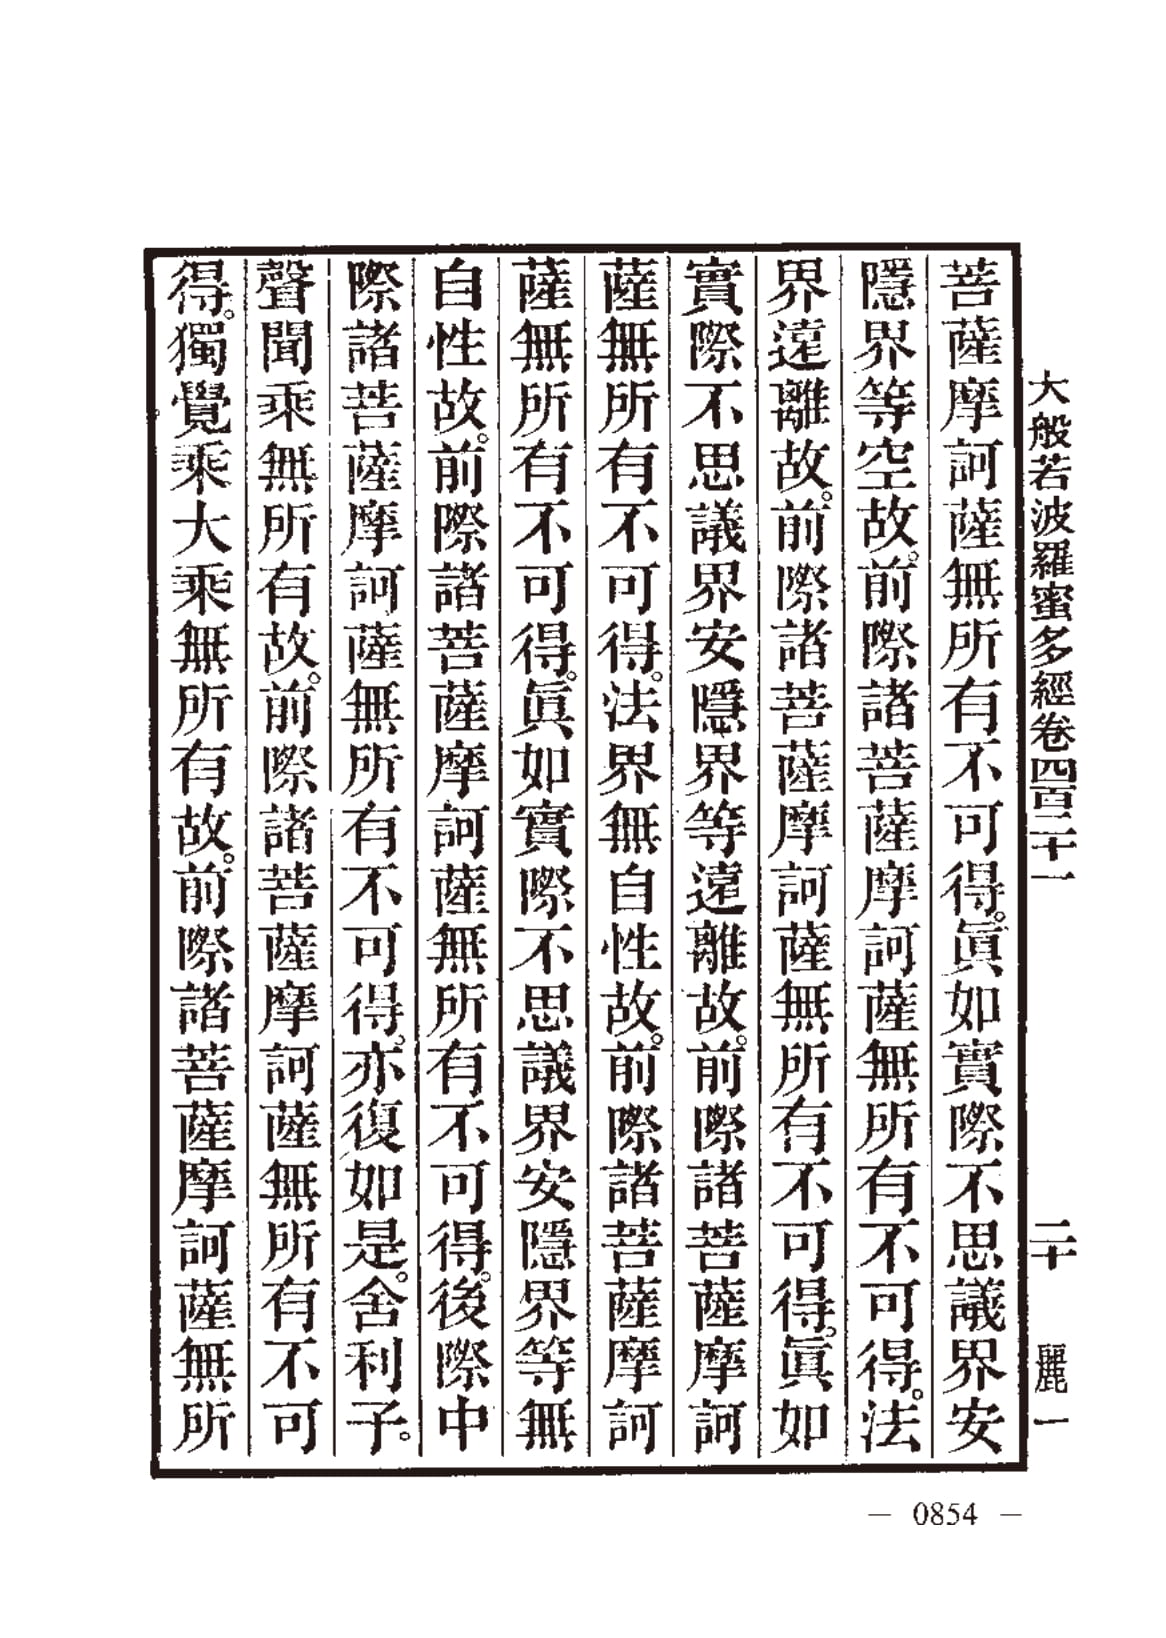 大般若波羅蜜多經卷四百二十一 二十 麗一
菩薩摩訶薩無所有不可得。眞如實際不思議界安
隱界等空故。前際諸菩薩摩訶薩無所有不可得。法
界遠離故。前際諸菩薩摩訶薩無所有不可得。眞如
實際不思議界安隱界等遠離故。前際諸菩薩摩訶
薩無所有不可得。法界無自性故。前際諸菩薩摩訶
薩無所有不可得。眞如實際不思議界安隱界等無
自性故。前際諸菩薩摩訶薩無所有不可得。後際中
際諸菩薩摩訶薩無所有不可得。亦復如是。舍利子。
聲聞乘無所有故。前際諸菩薩摩訶薩無所有不可
得。獨覺乘大乘無所有故。前際諸菩薩摩訶薩無所
— 0854 —